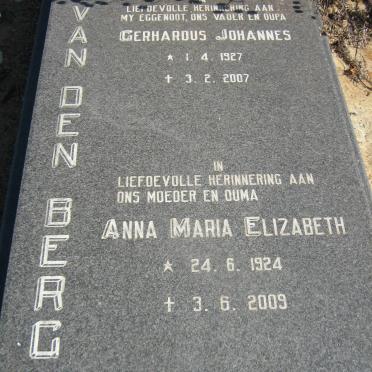 VAN DEN BERG
LIEFDEVOLLE HERINNERING AAN
MY EGGENOOT, ONS VADER EN OUPA
GERHARDUS JOHANNES
* 1. 4. 1927
† 3. 2. 2007
IN
LIEFDEVOLLE HERINNERING AAN
ONS MOEDER EN OUMA
ANNA MARIA ELIZABETH
* 24. 6. 1924
† 3. 6. 2009